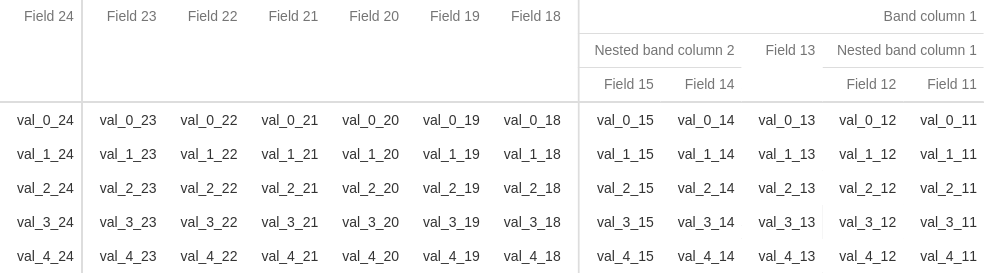 Field 24 Field 23 Field 22 Field 21 Field 20 Field 19 Field 18 Band column 1
Nested band column 2 Field 13 Nested band column 1
Field 15 Field 14 Field 12 Field 11
val_0_24 val_0_23 val_0_22 val_0_21 val_0_20 val_0_19 val_0_18 val_0_15 val_0_14 val_0_13 val_0_12 val_0_11
val_1_24 val_1_23 val_1_22 val_1_21 val_1_20 val_1_19 val_1_18 val_1_15 val_1_14 val_1_13 val_1_12 val_1_11
val_2_24 val_2_23 val_2_22 val_2_21 val_2_20 val_2_19 val_2_18 val_2_15 val_2_14 val_2_13 val_2_12 val_2_11
val_3_24 val_3_23 val_3_22 val_3_21 val_3_20 val_3_19 val_3_18 val_3_15 val_3_14 val_3_13 val_3_12 val_3_11
val_4_24 val_4_23 val_4_22 val_4_21 val_4_20 val_4_19 val_4_18 val_4_15 val_4_14 val_4_13 val_4_12 val_4_11